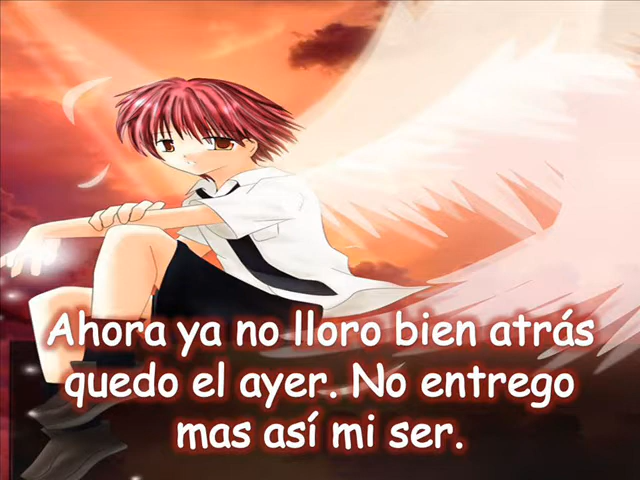 Ahora ya no lloro bien atrás
quedo el ayer. No entrego
mas así mi ser.